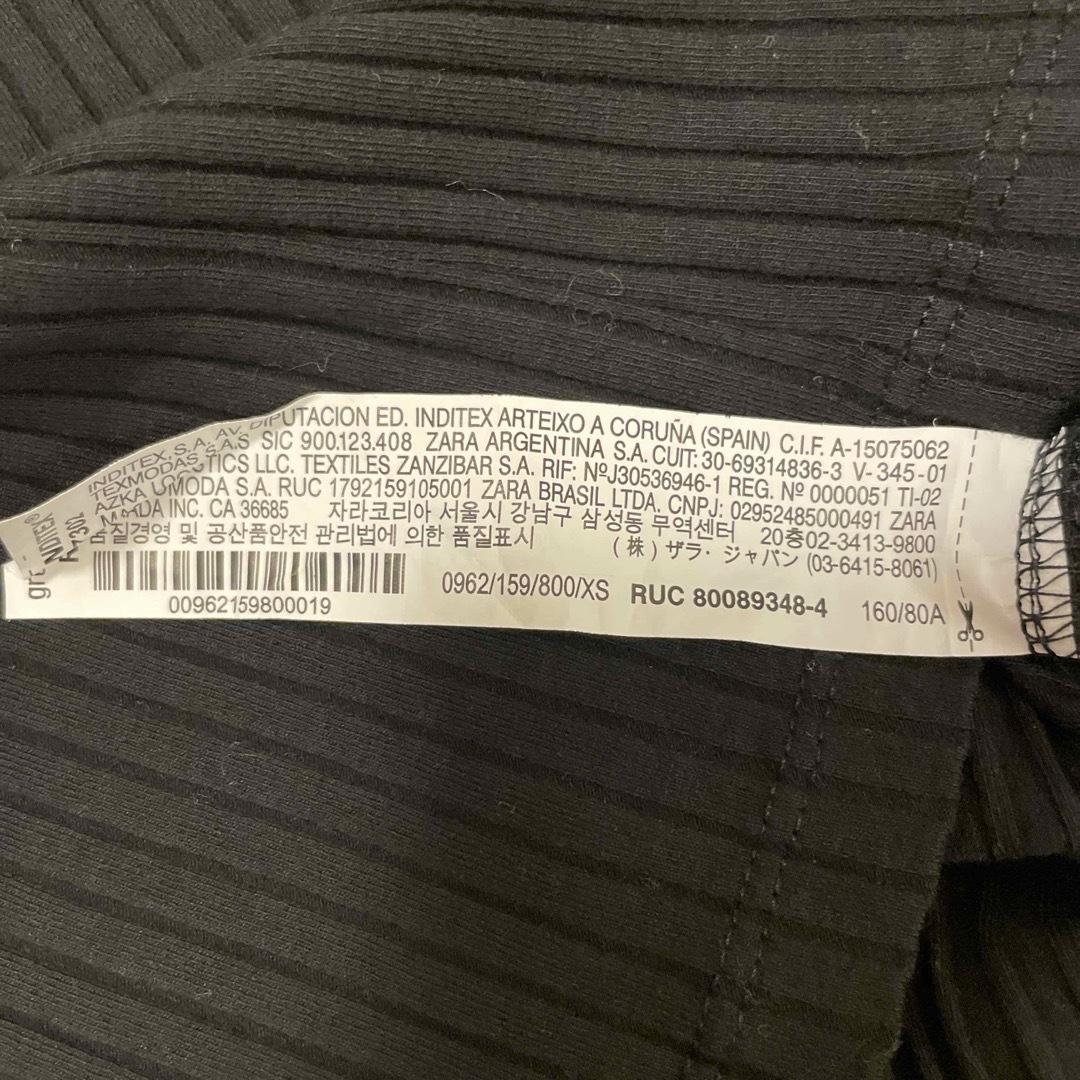 INDITEX, S.A. AV. DIPUTACION ED. INDITEX ARTEIXO A CORUÑA (SPAIN) C.I.F. A-15075062
TEXMODAS S.A.S SIC 900.123.408 ZARA ARGENTINA S.A. CUIT: 30-69314836-3 V-345-01
AZKA LLC. TEXTILES ZANZIBAR S.A. RIF: NºJ30536946-1 REG. Nº 0000051 TI-02
S.A. RUC 1792159105001 ZARA BRASIL LTDA. CNPJ: 02952485000491 ZARA
INC. CA 36685 자라코리아 서울시 강남구 삼성동 무역센터 20층02-3413-9800
품질경영 및 공산품안전 관리법에 의한 품질표시 (株) ザラ・ジャパン (03-6415-8061)
0962/159/800/XS RUC 80089348-4 160/80A
00962159800019